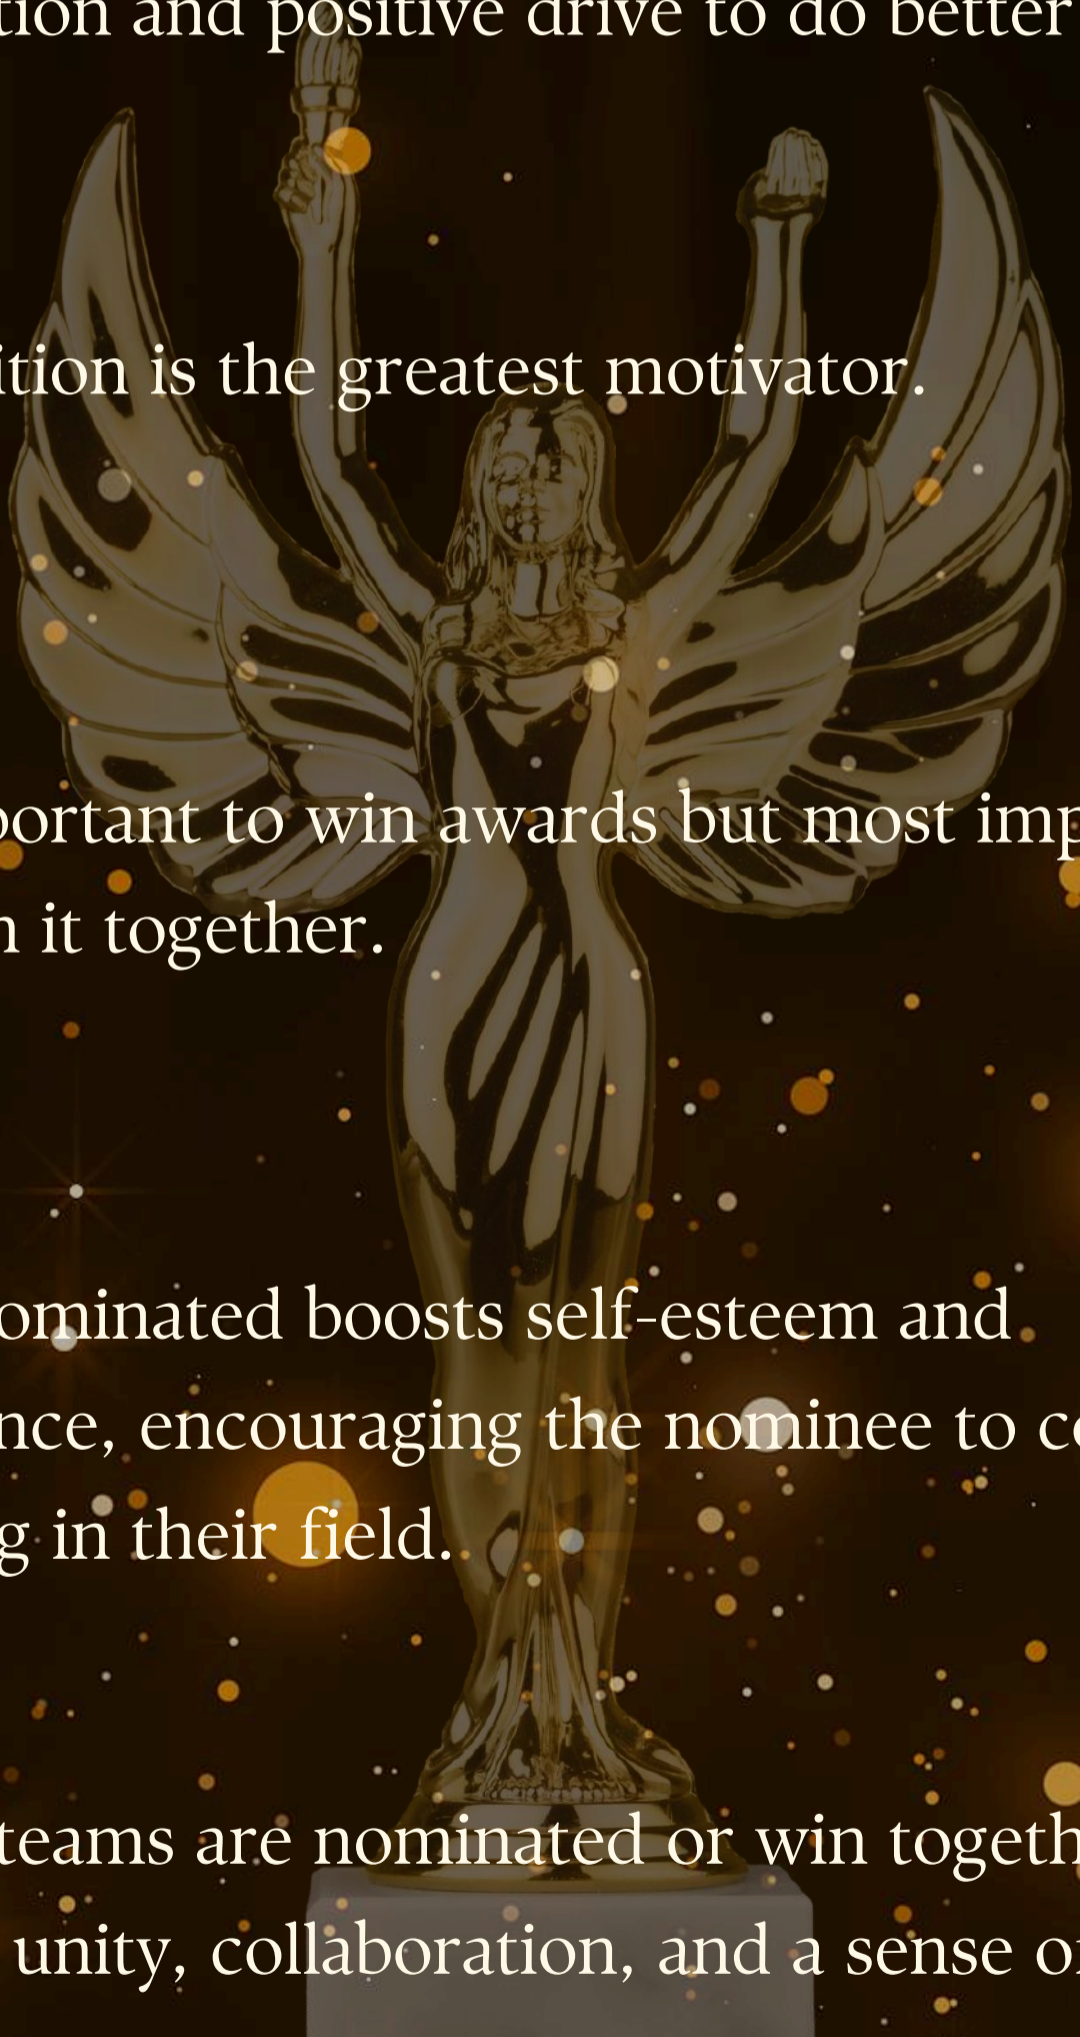 tion and positive drive to do better
ition is the greatest motivator.
portant to win awards but most imp
n it together.
ominated boosts self-esteem and
nce, encouraging the nominee to co
g in their field.
teams are nominated or win togeth
unity, collaboration, and a sense of